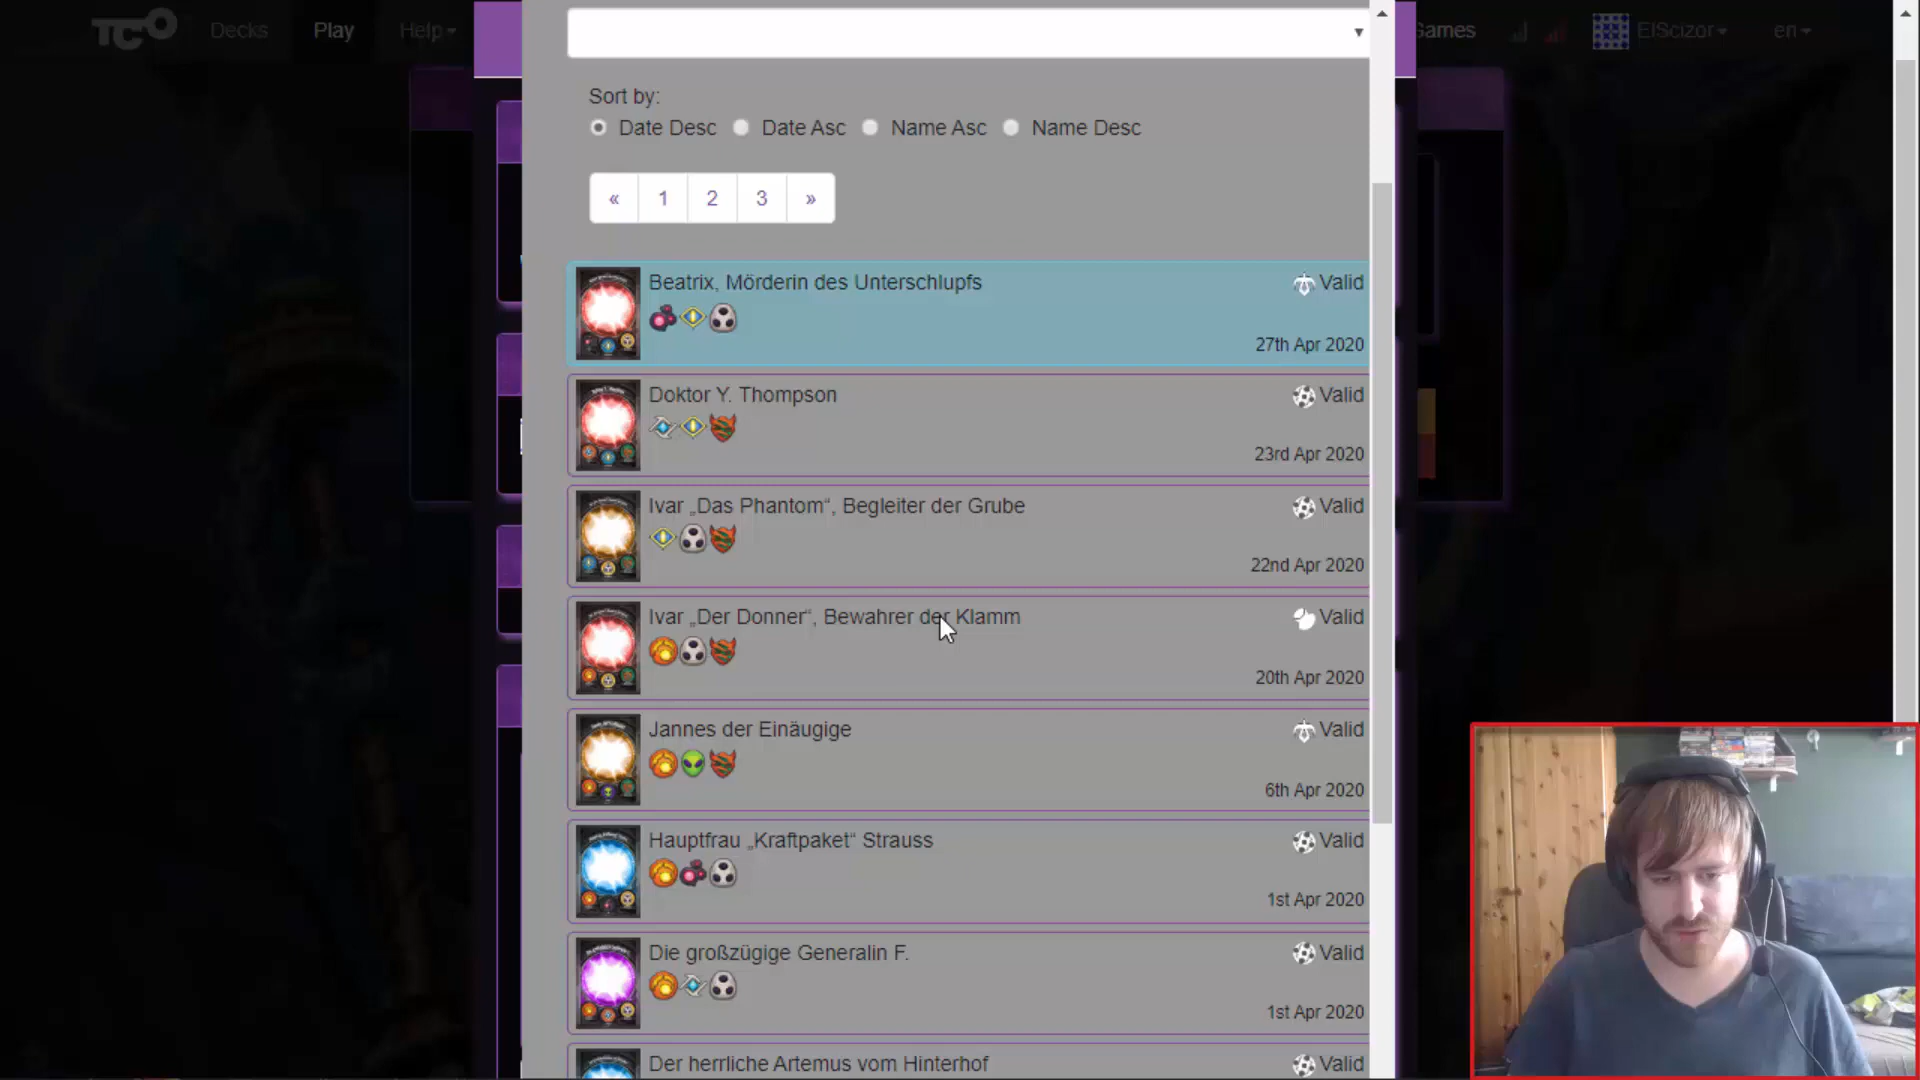 TCO Decks Play Help Games ElScizor en
Sort by:
Date Desc Date Asc Name Asc Name Desc
« 1 2 3 »
Beatrix, Mörderin des Unterschlupfs Valid
27th Apr 2020
Doktor Y. Thompson Valid
23rd Apr 2020
Ivar „Das Phantom“, Begleiter der Grube Valid
22nd Apr 2020
Ivar „Der Donner“, Bewahrer der Klamm Valid
20th Apr 2020
Jannes der Einäugige Valid
6th Apr 2020
Hauptfrau „Kraftpaket“ Strauss Valid
1st Apr 2020
Die großzügige Generalin F. Valid
1st Apr 2020
Der herrliche Artemus vom Hinterhof Valid